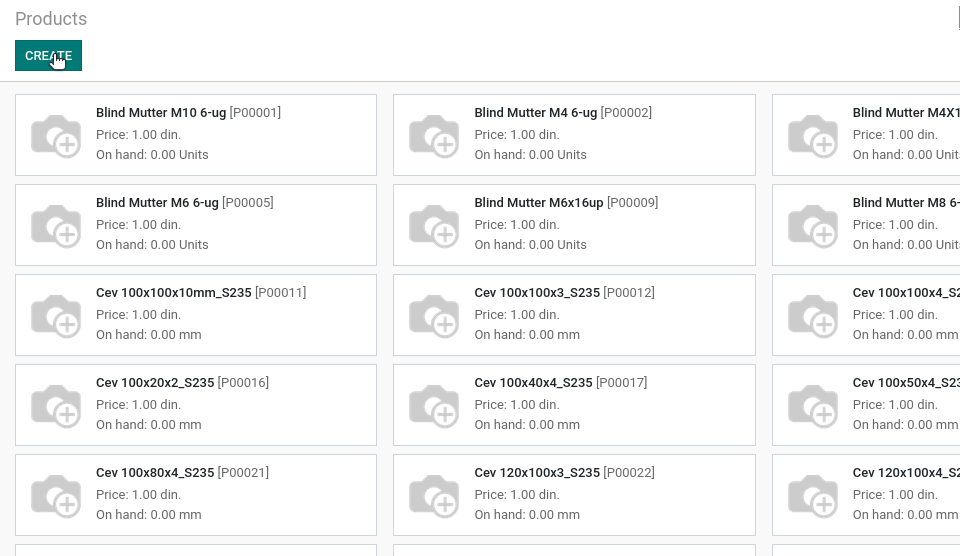 Products
CREATE
Blind Mutter M10 6-ug [P00001]
Price: 1.00 din.
On hand: 0.00 Units
Blind Mutter M4 6-ug [P00002]
Price: 1.00 din.
On hand: 0.00 Units
Blind Mutter M4X1
Price: 1.00 din.
On hand: 0.00 Unit
Blind Mutter M6 6-ug [P00005]
Price: 1.00 din.
On hand: 0.00 Units
Blind Mutter M6x16up [P00009]
Price: 1.00 din.
On hand: 0.00 Units
Blind Mutter M8 6-
Price: 1.00 din.
On hand: 0.00 Unit
Cev 100x100x10mm_S235 [P00011]
Price: 1.00 din.
On hand: 0.00 mm
Cev 100x100x3_S235 [P00012]
Price: 1.00 din.
On hand: 0.00 mm
Cev 100x100x4_S2
Price: 1.00 din.
On hand: 0.00 mm
Cev 100x20x2_S235 [P00016]
Price: 1.00 din.
On hand: 0.00 mm
Cev 100x40x4_S235 [P00017]
Price: 1.00 din.
On hand: 0.00 mm
Cev 100x50x4_S23
Price: 1.00 din.
On hand: 0.00 mm
Cev 100x80x4_S235 [P00021]
Price: 1.00 din.
On hand: 0.00 mm
Cev 120x100x3_S235 [P00022]
Price: 1.00 din.
On hand: 0.00 mm
Cev 120x100x4_S2
Price: 1.00 din.
On hand: 0.00 mm